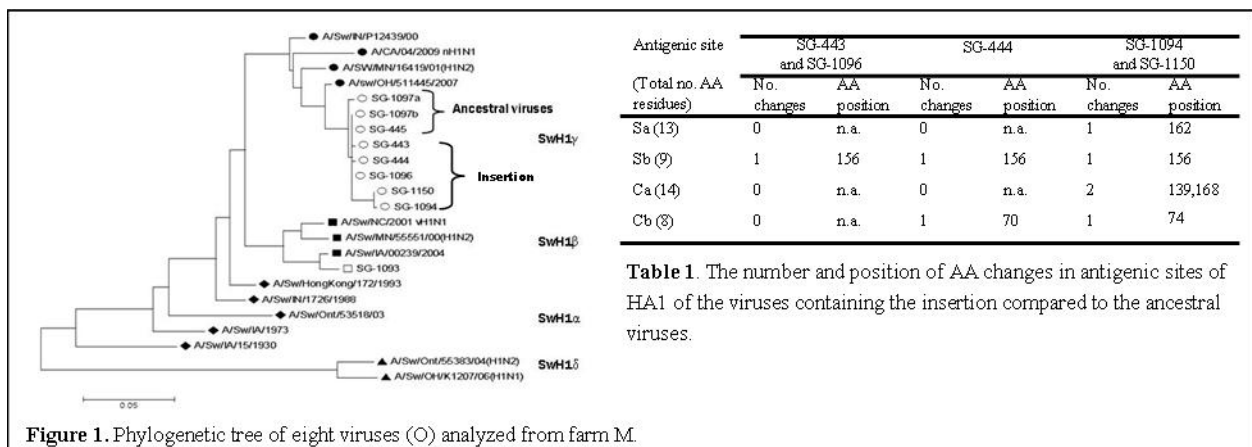 A/Sw/IN/P12439/00
A/CA/04/2009 nH1N1
A/SW/MN/16419/01(H1N2)
A/sw/OH/511445/2007
SG-1097a
SG-1097b
SG-445
SG-443
SG-444
SG-1096
SG-1150
SG-1094
Ancestral viruses
SwH1γ
Insertion
A/Sw/NC/2001 vH1N1
A/Sw/MN/55551/00(H1N2)
A/Sw/IA/00239/2004
SG-1093
SwH1β
A/Sw/HongKong/172/1993
A/Sw/IN/1726/1988
A/Sw/Ont/53518/03
SwH1α
A/Sw/IA/1973
A/Sw/IA/15/1930
A/Sw/Ont/55383/04(H1N2)
SwH1δ
A/Sw/OH/K1207/06(H1N1)
0.05
Figure 1. Phylogenetic tree of eight viruses (O) analyzed from farm M.
Antigenic site SG-443 SG-444 SG-1094
and SG-1096 and SG-1150
(Total no. AA No. AA No. AA No. AA
residues) changes position changes position changes position
Sa (13) 0 n.a. 0 n.a. 1 162
Sb (9) 1 156 1 156 1 156
Ca (14) 0 n.a. 0 n.a. 2 139,168
Cb (8) 0 n.a. 1 70 1 74
Table 1. The number and position of AA changes in antigenic sites of
HA1 of the viruses containing the insertion compared to the ancestral
viruses.